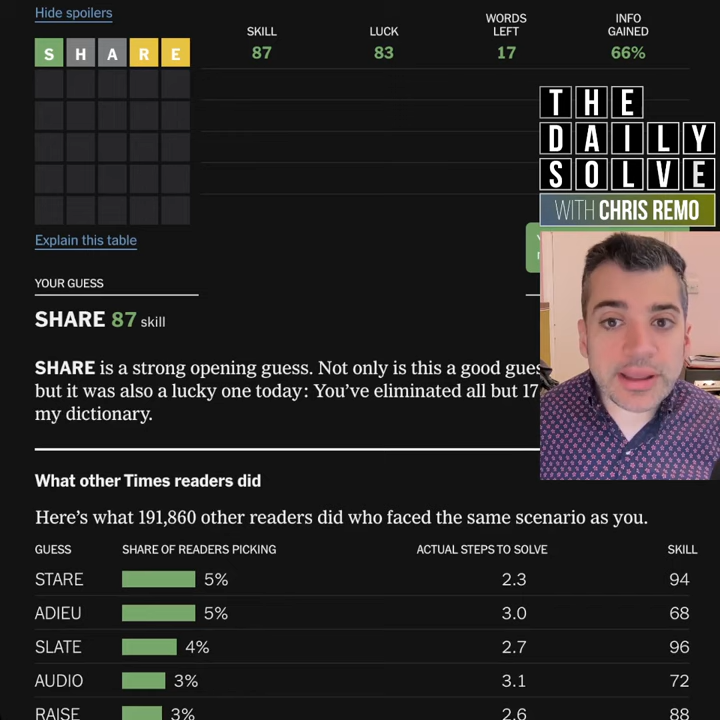 Hide spoilers
SKILL
LUCK
WORDS LEFT
INFO GAINED
SHARE
87
83
17
66%
THE
DAILY
SOLVE
WITH CHRIS REMO
Explain this table
YOUR GUESS
SHARE 87 skill
SHARE is a strong opening guess. Not only is this a good
but it was also a lucky one today: You’ve eliminated all but 17
my dictionary.
What other Times readers did
Here’s what 191,860 other readers did who faced the same scenario as you.
GUESS SHARE OF READERS PICKING ACTUAL STEPS TO SOLVE SKILL
STARE 5% 2.3 94
ADIEU 5% 3.0 68
SLATE 4% 2.7 96
AUDIO 3% 3.1 72
RAISE 3% 2.6 88